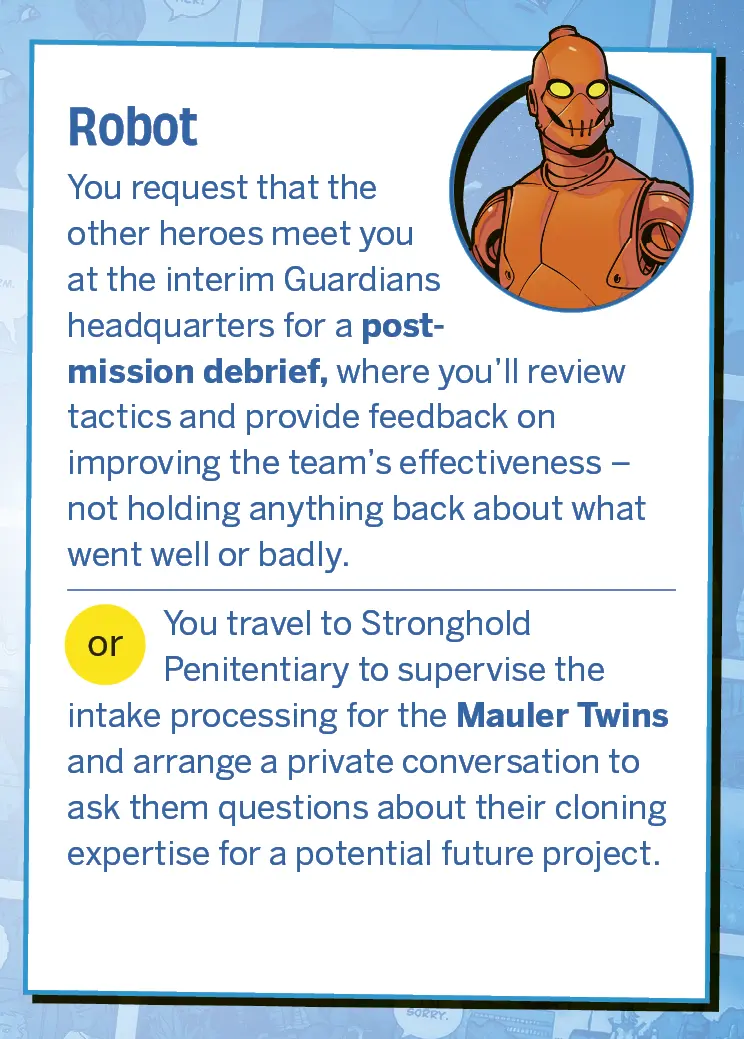 Robot
You request that the
other heroes meet you
at the interim Guardians
headquarters for a post-
mission debrief, where you’ll review
tactics and provide feedback on
improving the team’s effectiveness –
not holding anything back about what
went well or badly.
or
You travel to Stronghold
Penitentiary to supervise the
intake processing for the Mauler Twins
and arrange a private conversation to
ask them questions about their cloning
expertise for a potential future project.
SORRY.